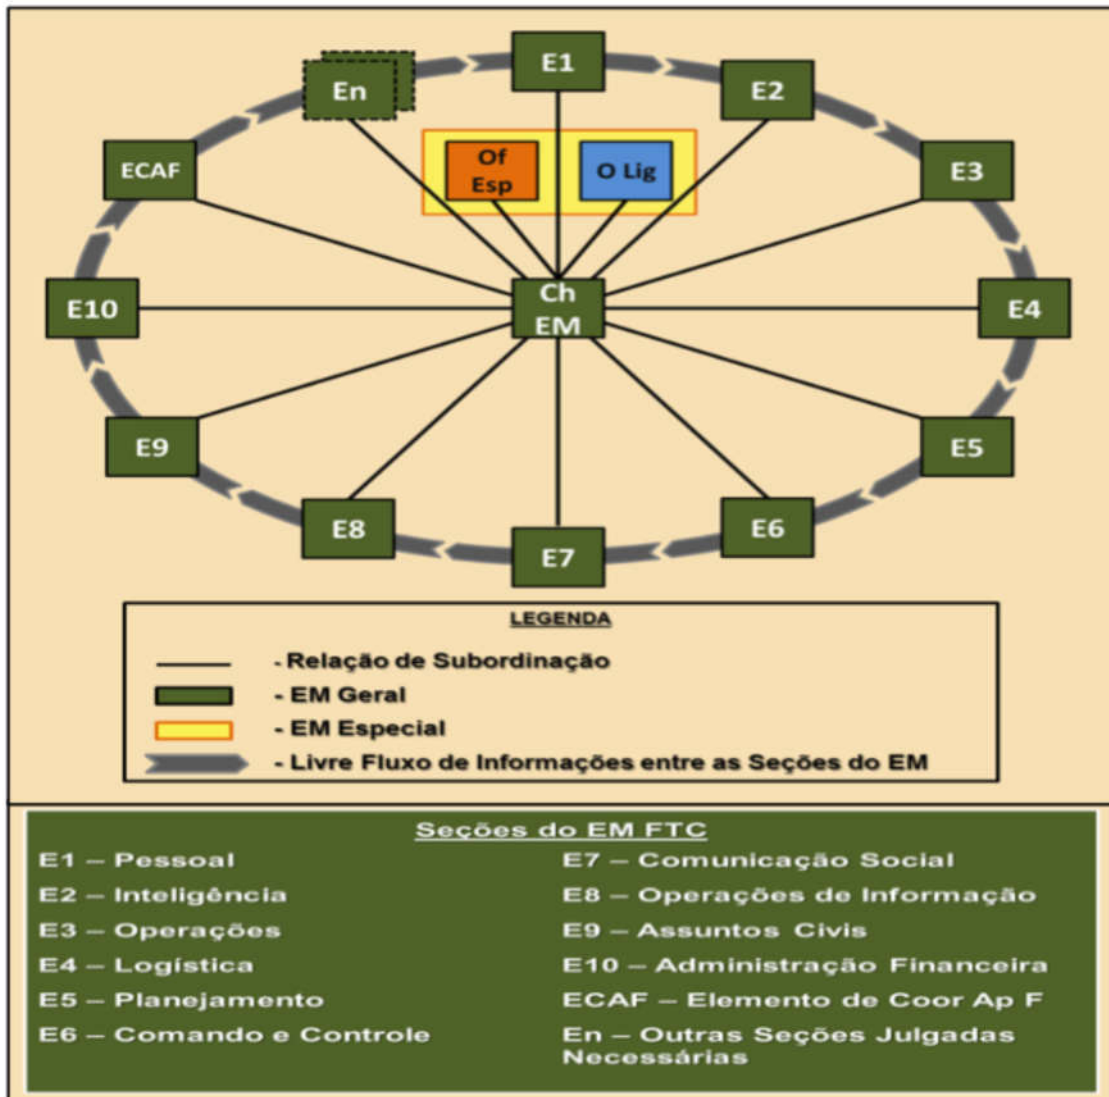 En
E1
E2
ECAF
Of
Esp
O Lig
E3
E10
Ch
EM
E4
E9
E5
E8
E7
E6
LEGENDA
- Relação de Subordinação
- EM Geral
- EM Especial
- Livre Fluxo de Informações entre as Seções do EM
Seções do EM FTC
E1 – Pessoal
E2 – Inteligência
E3 – Operações
E4 – Logística
E5 – Planejamento
E6 – Comando e Controle
E7 – Comunicação Social
E8 – Operações de Informação
E9 – Assuntos Civis
E10 – Administração Financeira
ECAF – Elemento de Coor Ap F
En – Outras Seções Julgadas
Necessárias